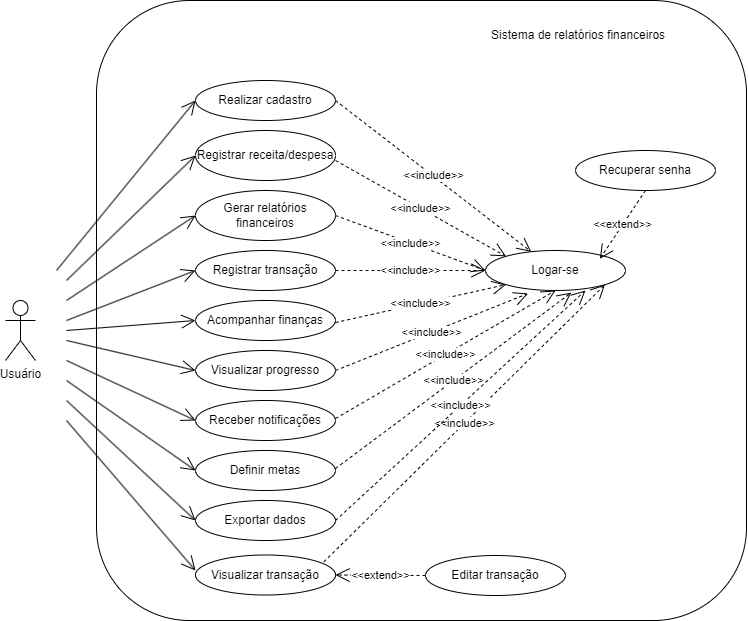 Sistema de relatórios financeiros
Realizar cadastro
Registrar receita/despesa
Recuperar senha
<<include>>
<<include>>
Gerar relatórios
financeiros
<<extend>>
<<include>>
Registrar transação
<<include>>
Logar-se
<<include>>
Acompanhar finanças
<<include>>
<<include>>
Visualizar progresso
Usuário
<<include>>
<<include>>
<<include>>
Receber notificações
Definir metas
Exportar dados
Visualizar transação
<<extend>>
Editar transação